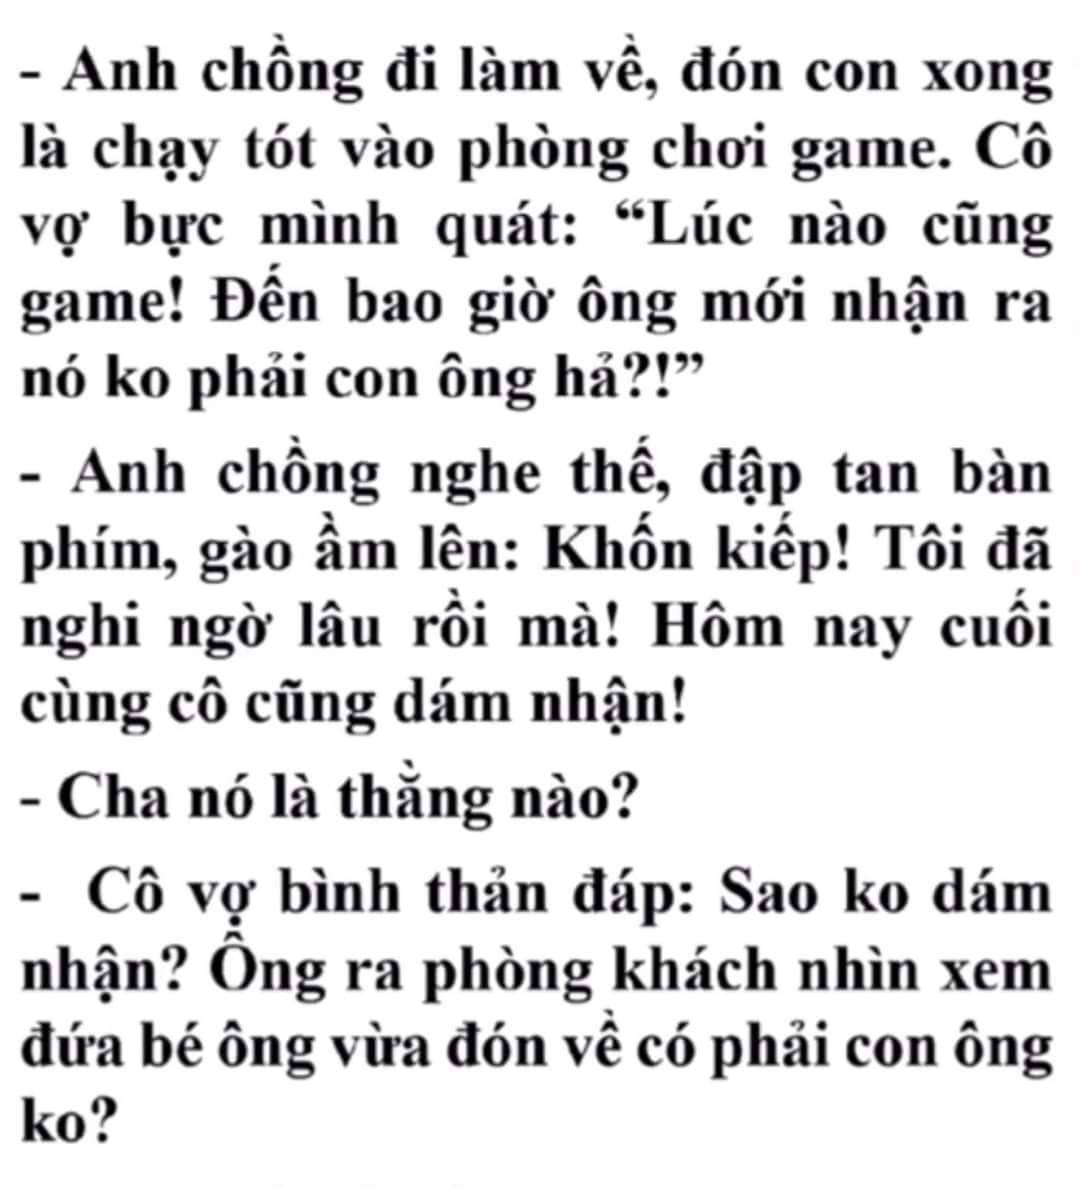 - Anh chồng đi làm về, đón con xong
là chạy tót vào phòng chơi game. Cô
vợ bực mình quát: “Lúc nào cũng
game! Đến bao giờ ông mới nhận ra
nó ko phải con ông hả?!”
- Anh chồng nghe thế, đập tan bàn
phím, gào ầm lên: Khốn kiếp! Tôi đã
nghi ngờ lâu rồi mà! Hôm nay cuối
cùng cô cũng dám nhận!
- Cha nó là thằng nào?
- Cô vợ bình thản đáp: Sao ko dám
nhận? Ông ra phòng khách nhìn xem
đứa bé ông vừa đón về có phải con ông
ko?